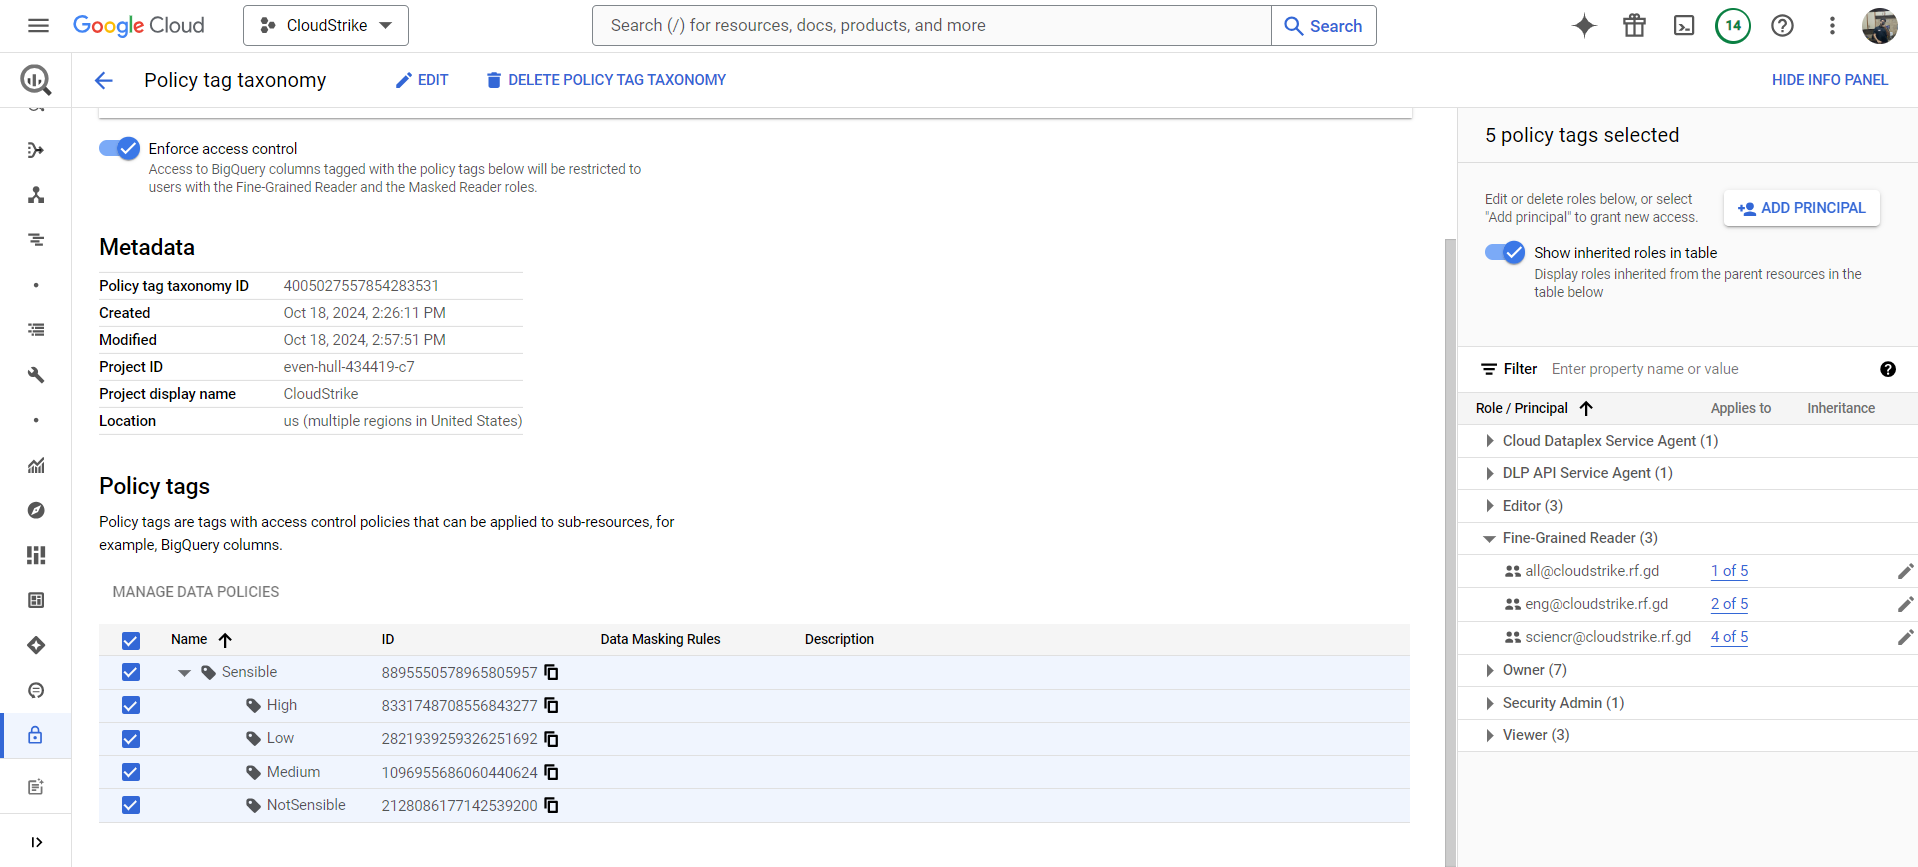 Google Cloud
CloudStrike
Search (/) for resources, docs, products, and more
Search
14
Policy tag taxonomy
EDIT
DELETE POLICY TAG TAXONOMY
HIDE INFO PANEL
Enforce access control
Access to BigQuery columns tagged with the policy tags below will be restricted to
users with the Fine-Grained Reader and the Masked Reader roles.
Metadata
Policy tag taxonomy ID 4005027557854283531
Created Oct 18, 2024, 2:26:11 PM
Modified Oct 18, 2024, 2:57:51 PM
Project ID even-hull-434419-c7
Project display name CloudStrike
Location us (multiple regions in United States)
Policy tags
Policy tags are tags with access control policies that can be applied to sub-resources, for
example, BigQuery columns.
MANAGE DATA POLICIES
Name ID Data Masking Rules Description
Sensible 8895550578965805957
High 8331748708556843277
Low 2821939259326251692
Medium 1096955686060440624
NotSensible 2128086177142539200
5 policy tags selected
Edit or delete roles below, or select
"Add principal" to grant new access.
ADD PRINCIPAL
Show inherited roles in table
Display roles inherited from the parent resources in the
table below
Filter Enter property name or value
Role / Principal Applies to Inheritance
Cloud Dataplex Service Agent (1)
DLP API Service Agent (1)
Editor (3)
Fine-Grained Reader (3)
all@cloudstrike.rf.gd 1 of 5
eng@cloudstrike.rf.gd 2 of 5
sciencr@cloudstrike.rf.gd 4 of 5
Owner (7)
Security Admin (1)
Viewer (3)